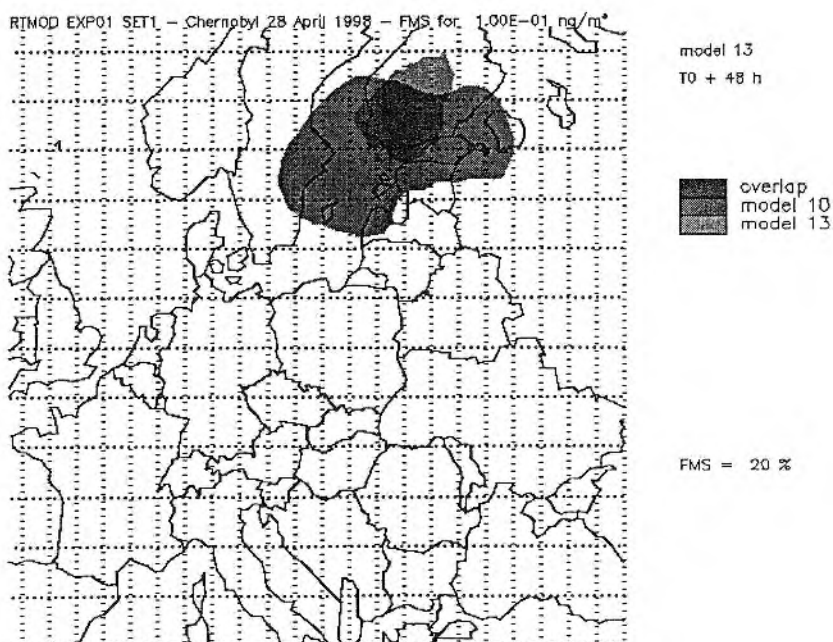 RTMOD EXP01 SET1 – Chernobyl 28 April 1998 – FMS for 1.00E-01 ng/m³
model 13
T0 + 48 h
overlap
model 10
model 13
FMS = 20 %